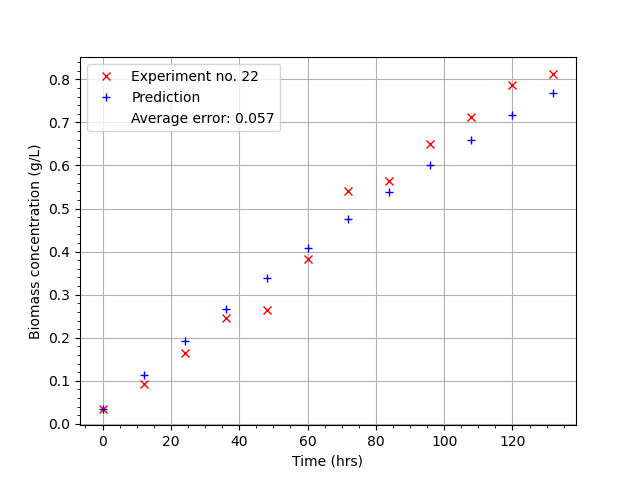 Experiment no. 22
Prediction
Average error: 0.057
Biomass concentration (g/L)
0.8
0.7
0.6
0.5
0.4
0.3
0.2
0.1
0.0
0 20 40 60 80 100 120
Time (hrs)